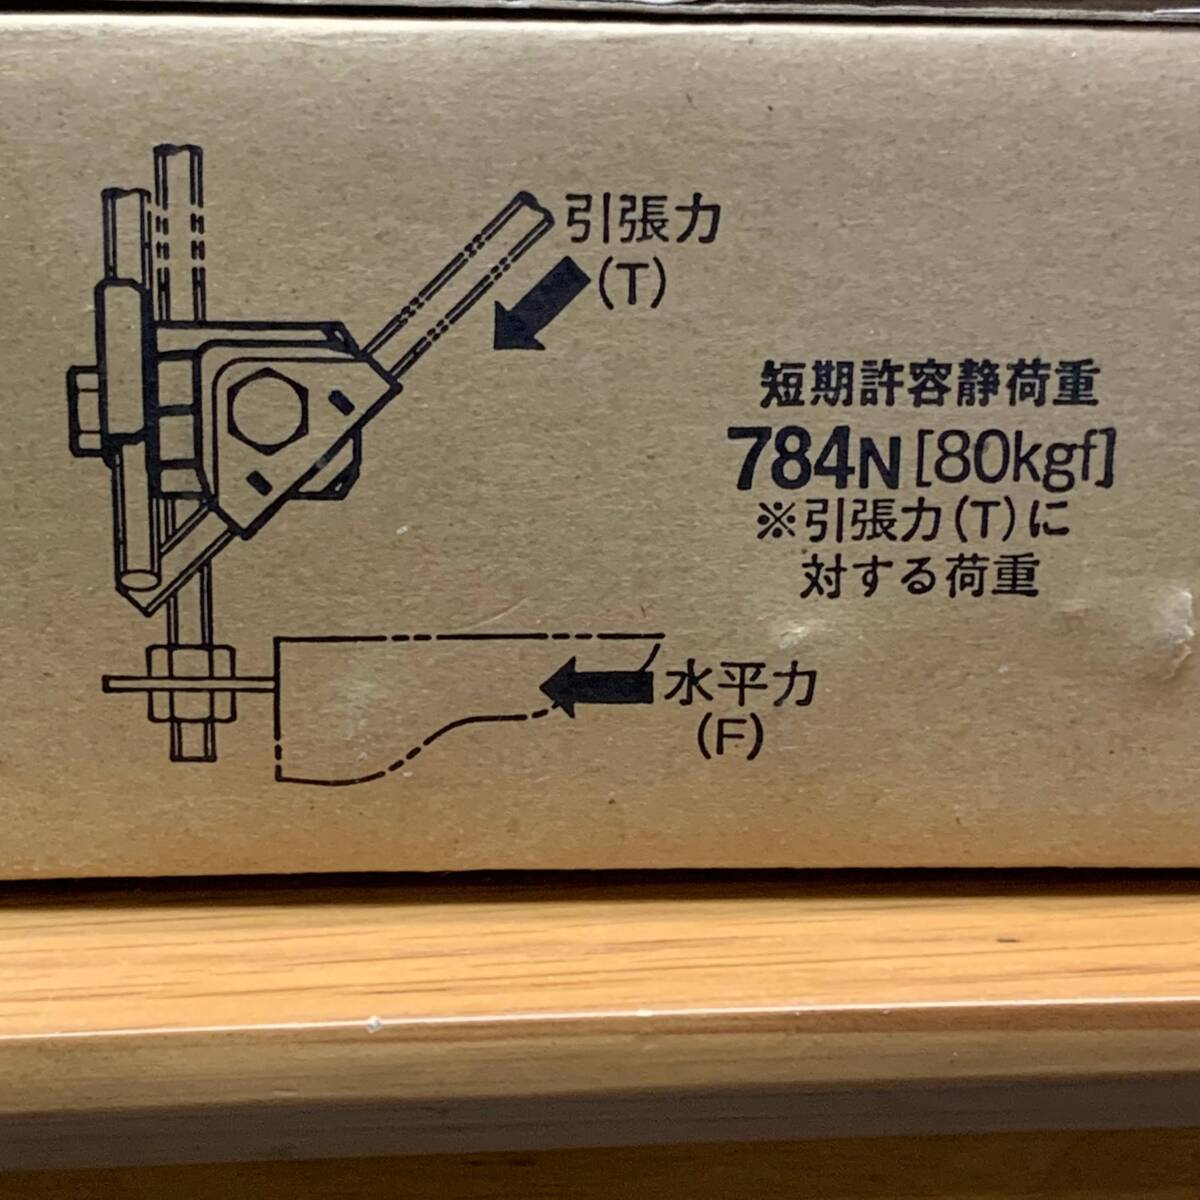 引張力
(T)
短期許容静荷重
784N [80kgf]
※引張力(T)に
対する荷重
水平力
(F)